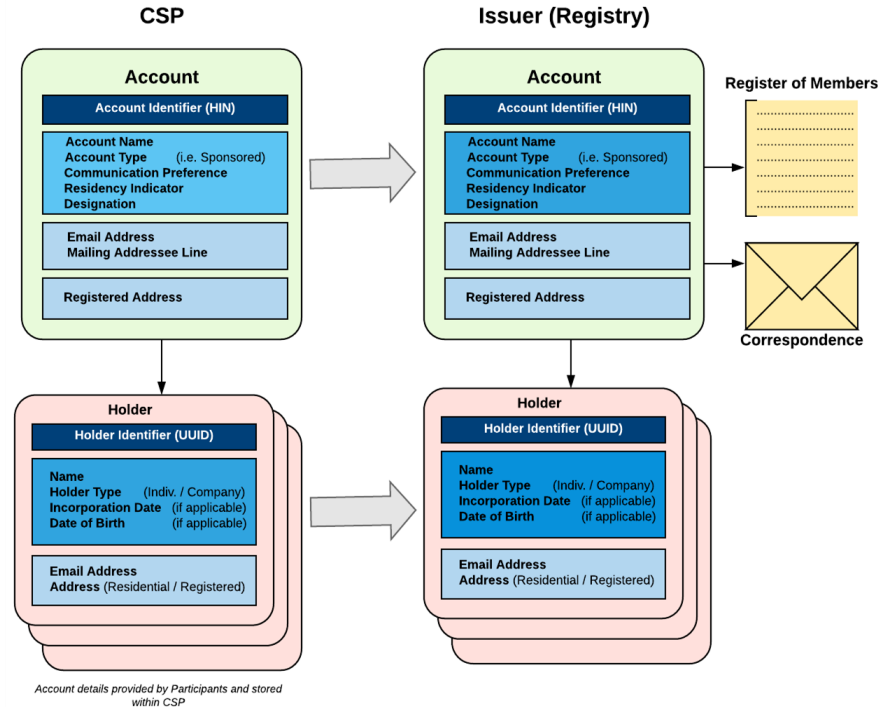 CSP
Account
Account Identifier (HIN)
Account Name
Account Type (i.e. Sponsored)
Communication Preference
Residency Indicator
Designation
Email Address
Mailing Addressee Line
Registered Address
Holder
Holder Identifier (UUID)
Name
Holder Type (Indiv. / Company)
Incorporation Date (if applicable)
Date of Birth (if applicable)
Email Address
Address (Residential / Registered)
Account details provided by Participants and stored
within CSP
Issuer (Registry)
Account
Account Identifier (HIN)
Account Name
Account Type (i.e. Sponsored)
Communication Preference
Residency Indicator
Designation
Email Address
Mailing Addressee Line
Registered Address
Holder
Holder Identifier (UUID)
Name
Holder Type (Indiv. / Company)
Incorporation Date (if applicable)
Date of Birth (if applicable)
Email Address
Address (Residential / Registered)
Register of Members
Correspondence